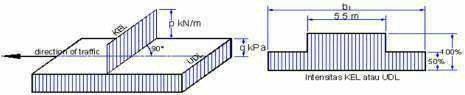 KEL
p kN/m
direction of traffic
90°
UDL
q kPa
b₁
5.5 m
100%
50%
Intensitas KEL atau UDL